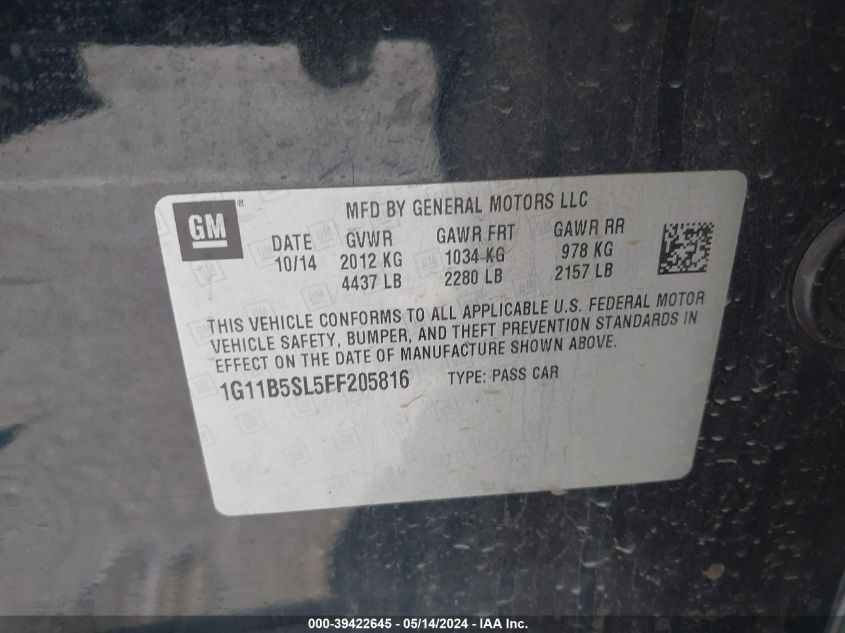 GM ®
MFD BY GENERAL MOTORS LLC
DATE GVWR GAWR FRT GAWR RR
10/14 2012 KG 1034 KG 978 KG
4437 LB 2280 LB 2157 LB
THIS VEHICLE CONFORMS TO ALL APPLICABLE U.S. FEDERAL MOTOR
VEHICLE SAFETY, BUMPER, AND THEFT PREVENTION STANDARDS IN
EFFECT ON THE DATE OF MANUFACTURE SHOWN ABOVE.
1G11B5SL5FF205816 TYPE: PASS CAR
000-39422645 - 05/14/2024 - IAA Inc.